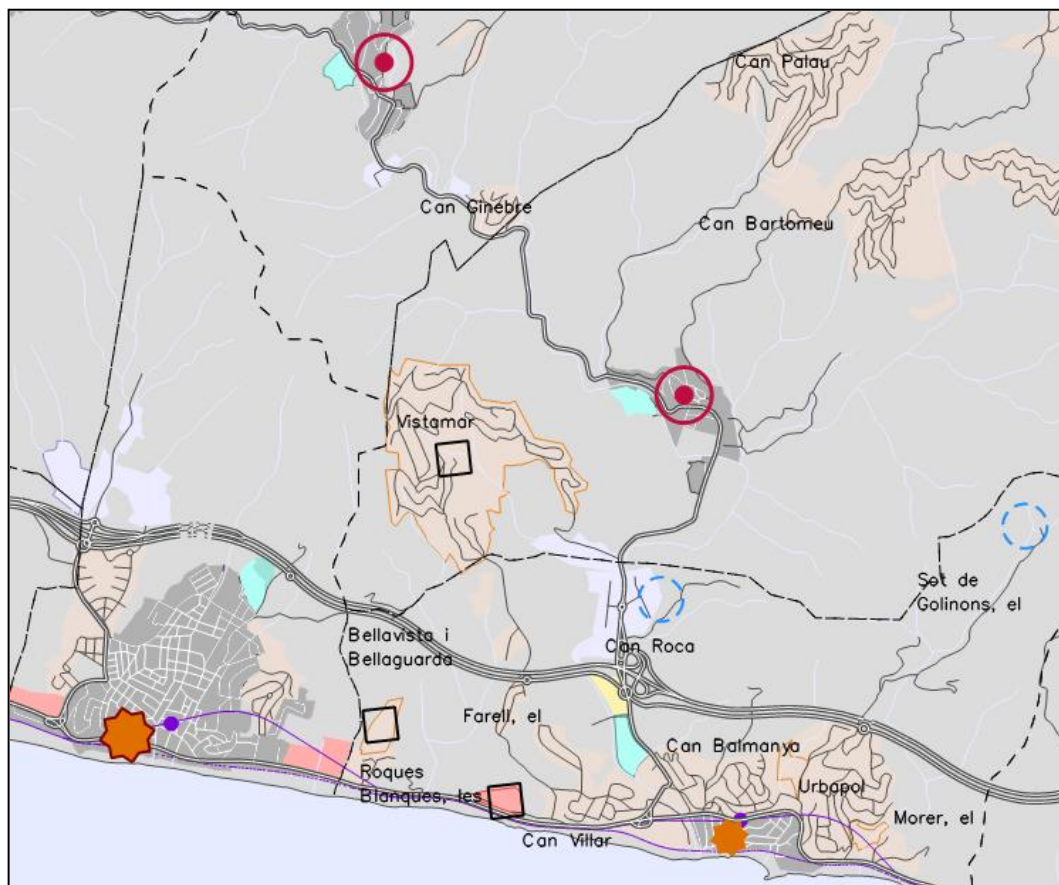 Can Palau
Can Ginebre
Can Bartomeu
Vistamar
Sot de
Golinons, el
Bellavista i
Bellaguarda
Can Roca
Farell, el
Can Balmanya
Roques
Blanques, les
Urbapol
Morer, el
Can Villar